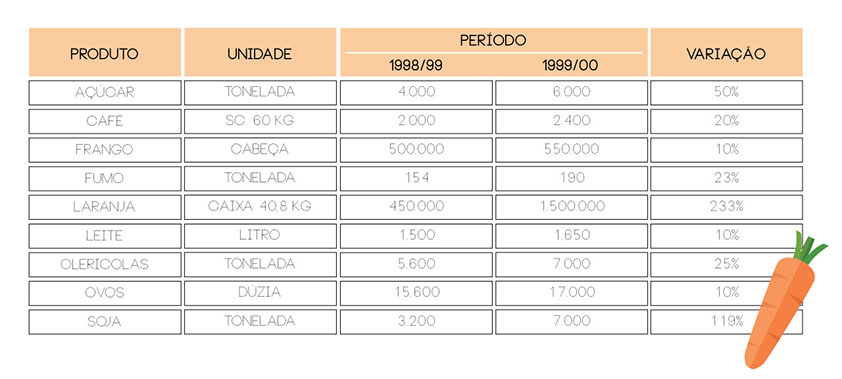 PRODUTO UNIDADE PERÍODO VARIAÇÃO
1998/99 1999/00
AÇÚCAR TONELADA 4.000 6.000 50%
CAFÉ SC. 60 KG 2.000 2.400 20%
FRANGO CABEÇA 500.000 550.000 10%
FUMO TONELADA 154 190 23%
LARANJA CAIXA 40,8 KG 450.000 1.500.000 233%
LEITE LITRO 1.500 1.650 10%
OLERÍCOLAS TONELADA 5.600 7.000 25%
OVOS DÚZIA 15.600 17.000 10%
SOJA TONELADA 3.200 7.000 119%